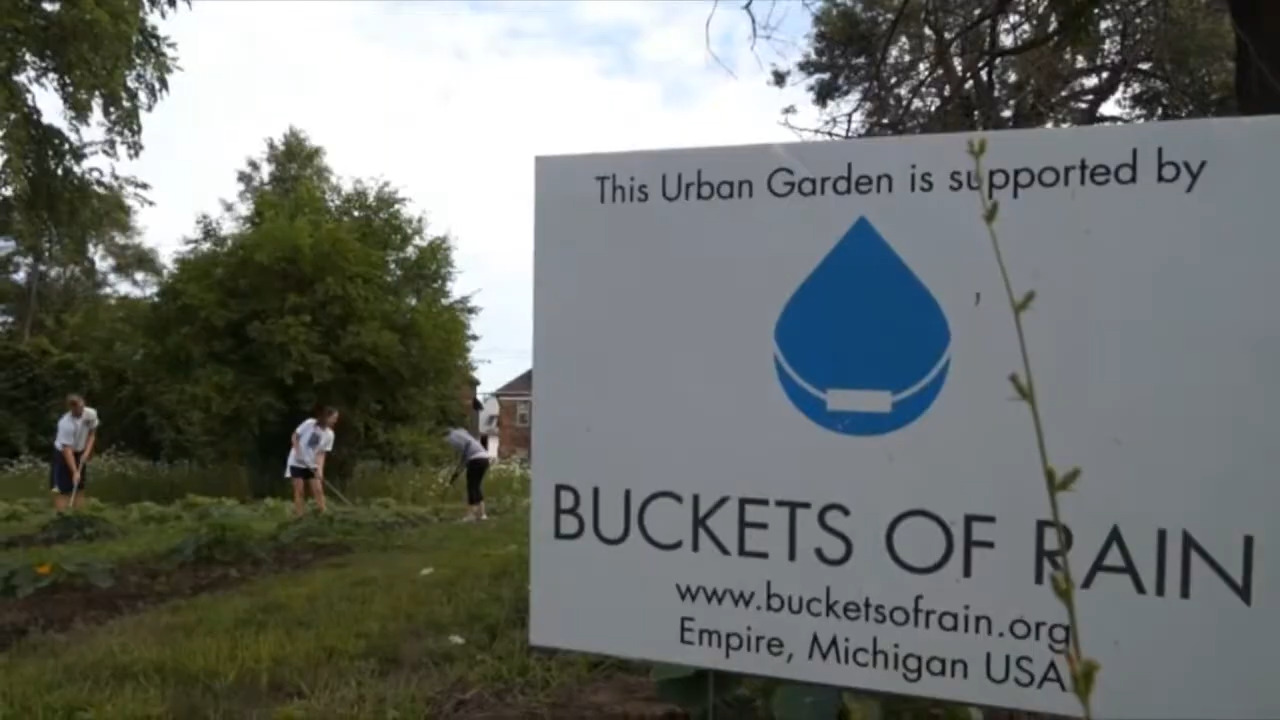 This Urban Garden is supported by
BUCKETS OF RAIN
www.bucketsofrain.org
Empire, Michigan USA